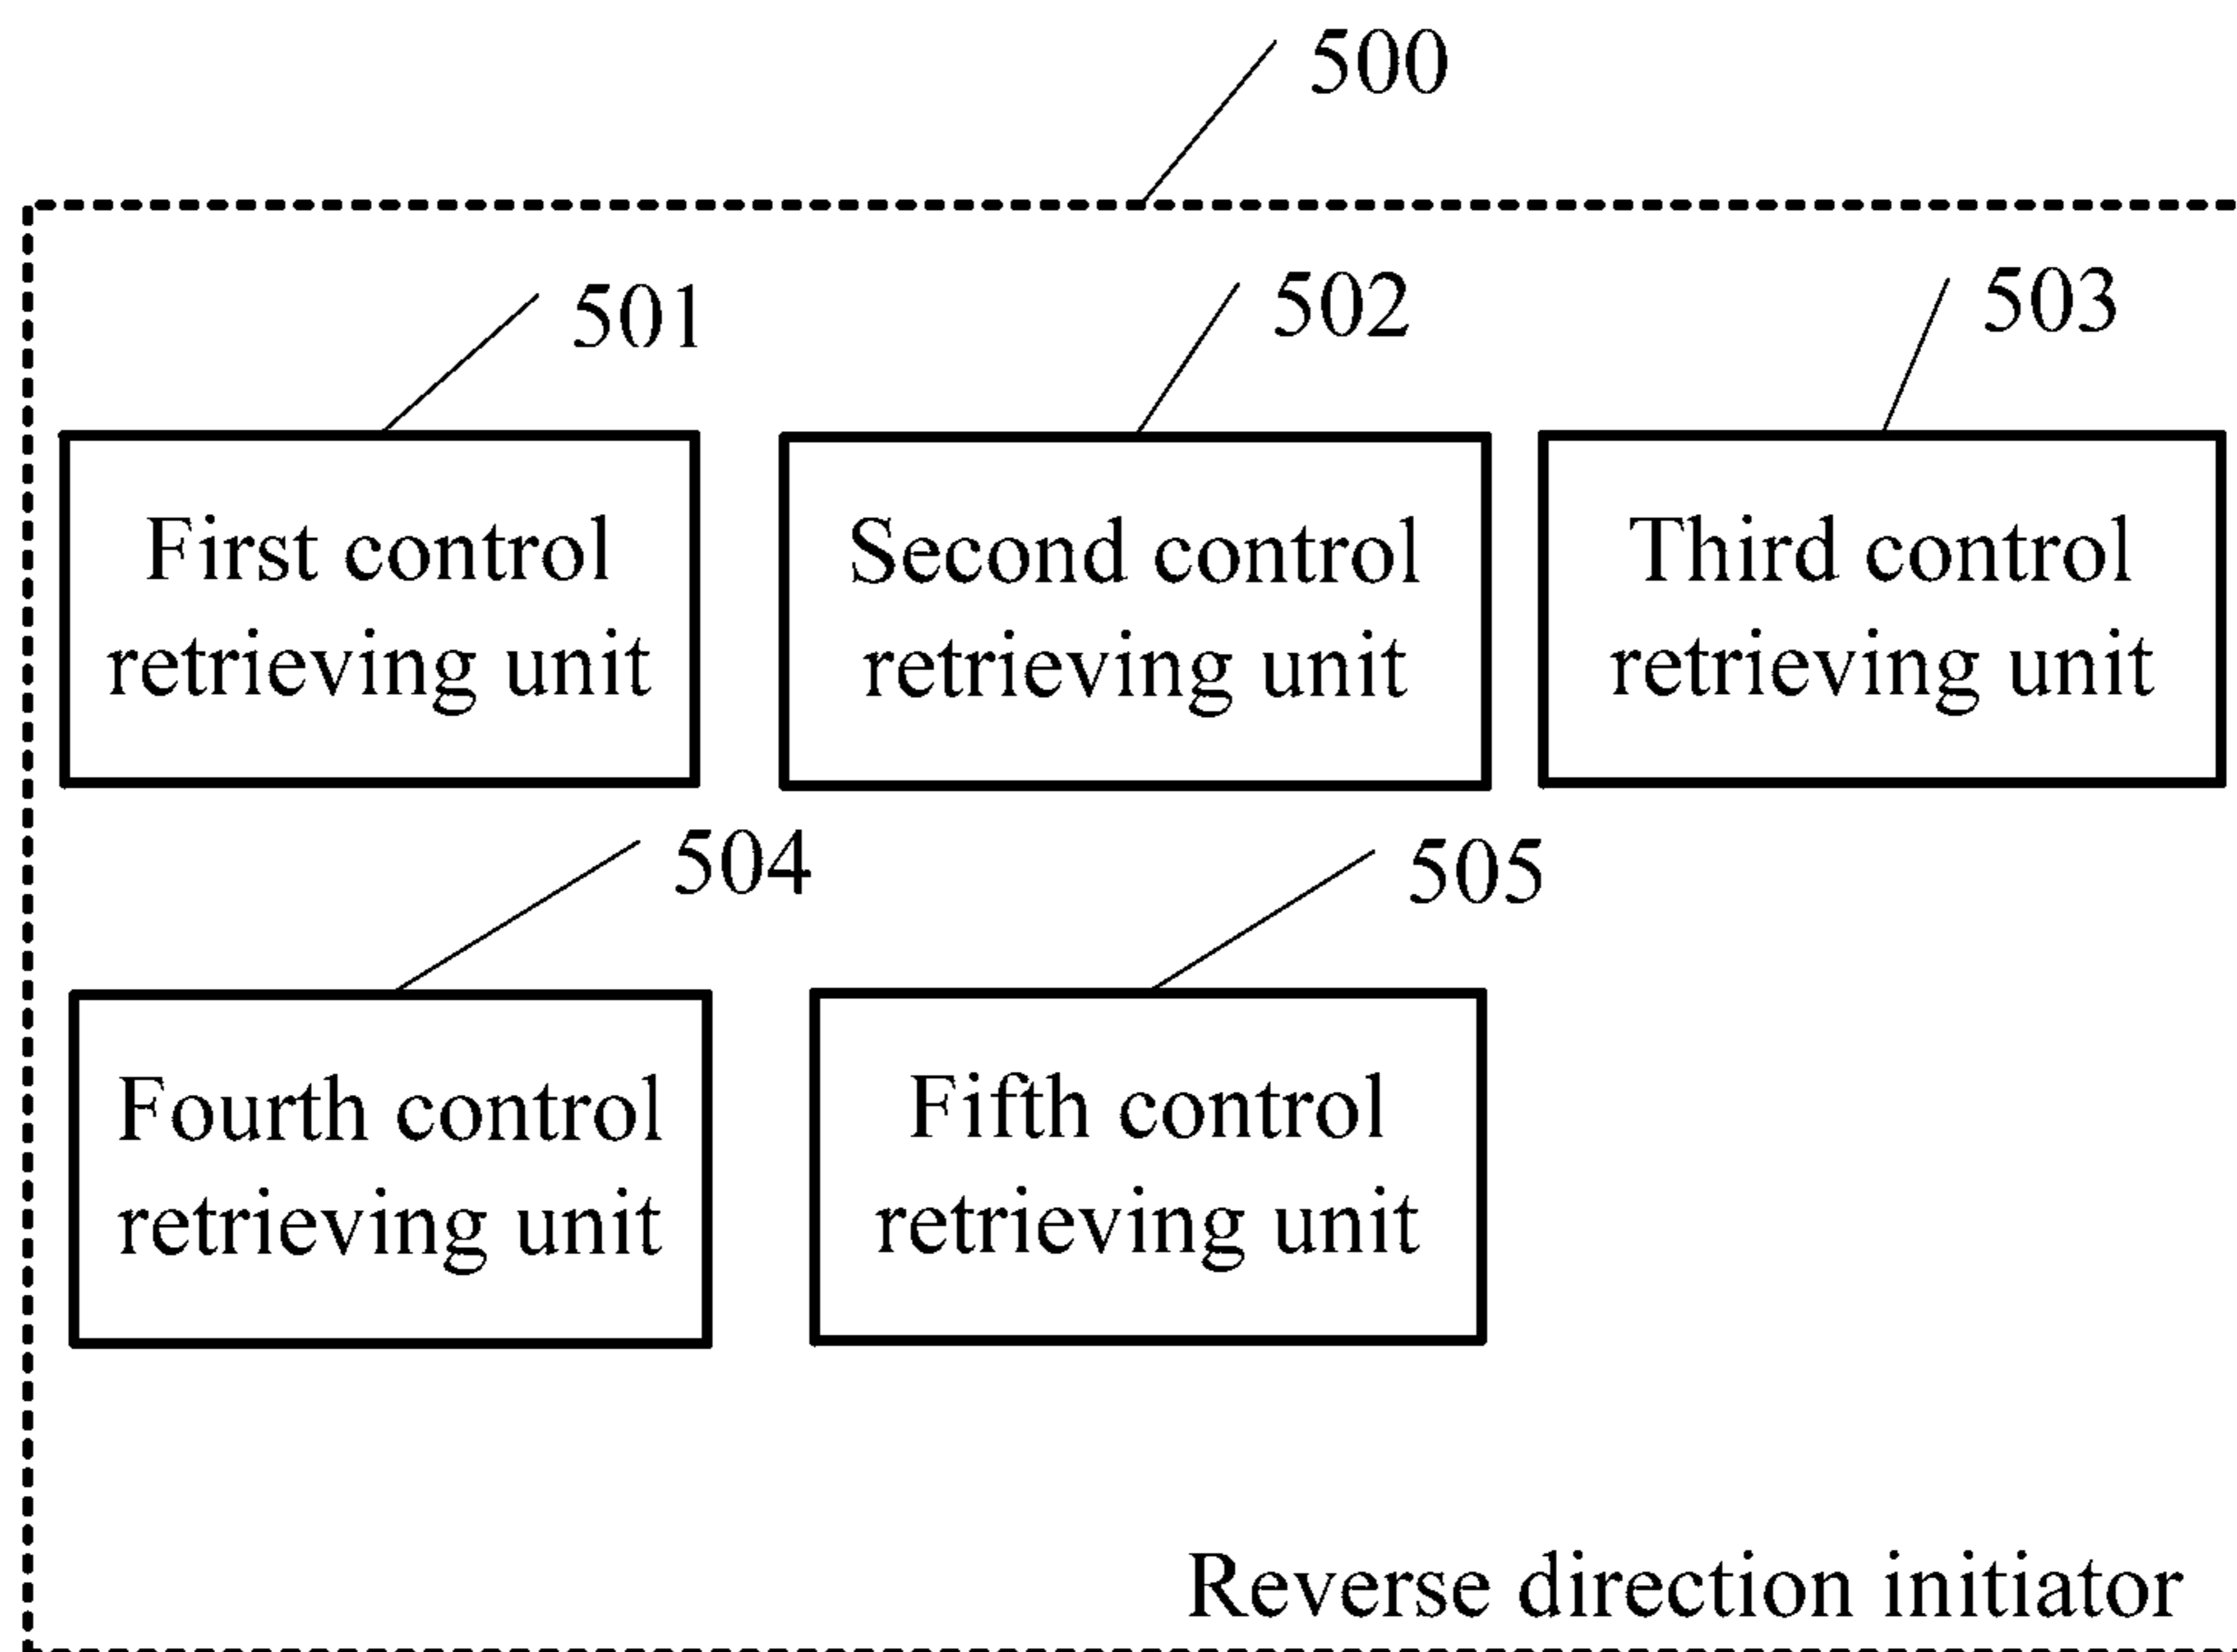 500
501
502
503
First control
retrieving unit
Second control
retrieving unit
Third control
retrieving unit
504
505
Fourth control
retrieving unit
Fifth control
retrieving unit
Reverse direction initiator